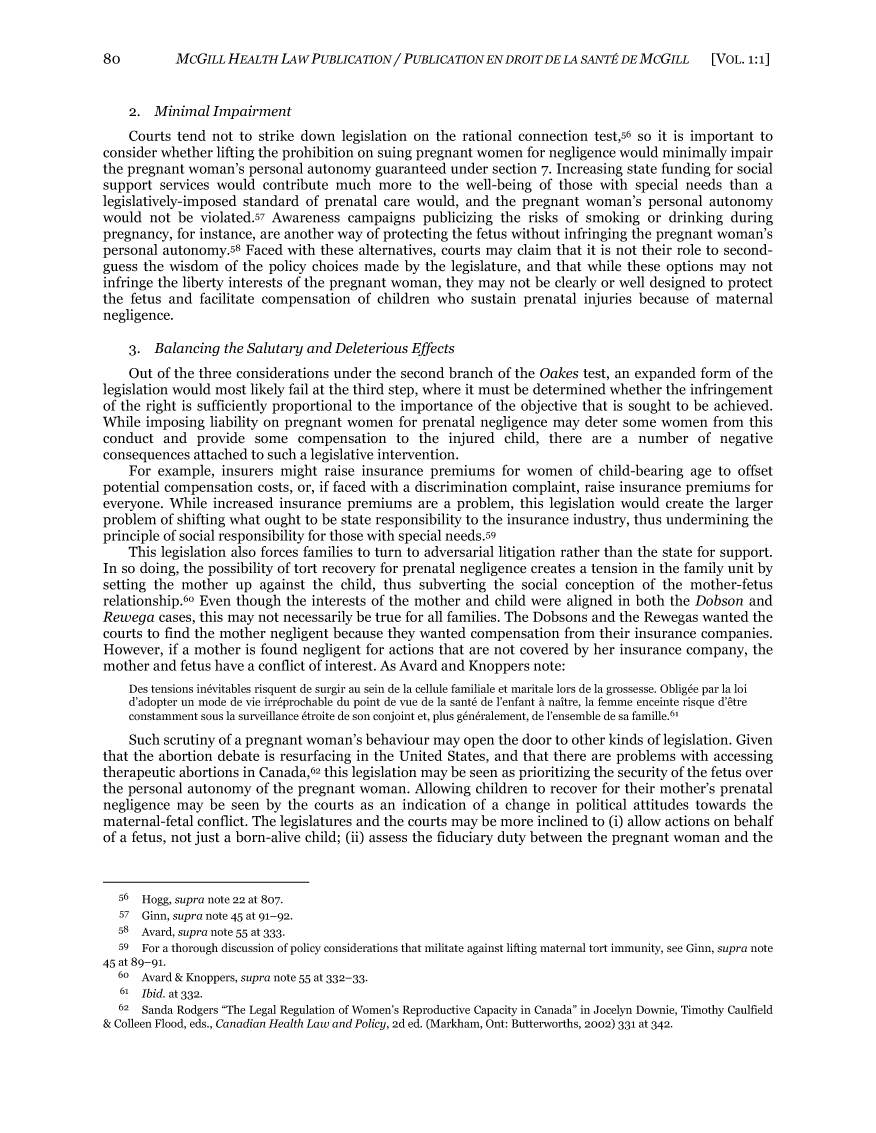 80 MCGILL HEALTH LAW PUBLICATION / PUBLICATION EN DROIT DE LA SANTÉ DE MCGILL [VOL. 1:1]
2. Minimal Impairment
Courts tend not to strike down legislation on the rational connection test,56 so it is important to
consider whether lifting the prohibition on suing pregnant women for negligence would minimally impair
the pregnant woman's personal autonomy guaranteed under section 7. Increasing state funding for social
support services would contribute much more to the well-being of those with special needs than a
legislatively-imposed standard of prenatal care would, and the pregnant woman's personal autonomy
would not be violated.57 Awareness campaigns publicizing the risks of smoking or drinking during
pregnancy, for instance, are another way of protecting the fetus without infringing the pregnant woman's
personal autonomy.58 Faced with these alternatives, courts may claim that it is not their role to second-
guess the wisdom of the policy choices made by the legislature, and that while these options may not
infringe the liberty interests of the pregnant woman, they may not be clearly or well designed to protect
the fetus and facilitate compensation of children who sustain prenatal injuries because of maternal
negligence.
3. Balancing the Salutary and Deleterious Effects
Out of the three considerations under the second branch of the Oakes test, an expanded form of the
legislation would most likely fail at the third step, where it must be determined whether the infringement
of the right is sufficiently proportional to the importance of the objective that is sought to be achieved.
While imposing liability on pregnant women for prenatal negligence may deter some women from this
conduct and provide some compensation to the injured child, there are a number of negative
consequences attached to such a legislative intervention.
For example, insurers might raise insurance premiums for women of child-bearing age to offset
potential compensation costs, or, if faced with a discrimination complaint, raise insurance premiums for
everyone. While increased insurance premiums are a problem, this legislation would create the larger
problem of shifting what ought to be state responsibility to the insurance industry, thus undermining the
principle of social responsibility for those with special needs.59
This legislation also forces families to turn to adversarial litigation rather than the state for support.
In so doing, the possibility of tort recovery for prenatal negligence creates a tension in the family unit by
setting the mother up against the child, thus subverting the social conception of the mother-fetus
relationship.60 Even though the interests of the mother and child were aligned in both the Dobson and
Rewega cases, this may not necessarily be true for all families. The Dobsons and the Rewegas wanted the
courts to find the mother negligent because they wanted compensation from their insurance companies.
However, if a mother is found negligent for actions that are not covered by her insurance company, the
mother and fetus have a conflict of interest. As Avard and Knoppers note:
Des tensions inévitables risquent de surgir au sein de la cellule familiale et maritale lors de la grossesse. Obligée par la loi
d'adopter un mode de vie irréprochable du point de vue de la santé de l'enfant à naître, la femme enceinte risque d'être
constamment sous la surveillance étroite de son conjoint et, plus généralement, de l'ensemble de sa famille.61
Such scrutiny of a pregnant woman's behaviour may open the door to other kinds of legislation. Given
that the abortion debate is resurfacing in the United States, and that there are problems with accessing
therapeutic abortions in Canada,62 this legislation may be seen as prioritizing the security of the fetus over
the personal autonomy of the pregnant woman. Allowing children to recover for their mother's prenatal
negligence may be seen by the courts as an indication of a change in political attitudes towards the
maternal-fetal conflict. The legislatures and the courts may be more inclined to (i) allow actions on behalf
of a fetus, not just a born-alive child; (ii) assess the fiduciary duty between the pregnant woman and the
56 Hogg, supra note 22 at 807.
57 Ginn, supra note 45 at 91–92.
58 Avard, supra note 55 at 333.
59 For a thorough discussion of policy considerations that militate against lifting maternal tort immunity, see Ginn, supra note
45 at 89–91.
60 Avard & Knoppers, supra note 55 at 332–33.
61 Ibid. at 332.
62 Sanda Rodgers "The Legal Regulation of Women's Reproductive Capacity in Canada" in Jocelyn Downie, Timothy Caulfield
& Colleen Flood, eds., Canadian Health Law and Policy, 2d ed. (Markham, Ont: Butterworths, 2002) 331 at 342.